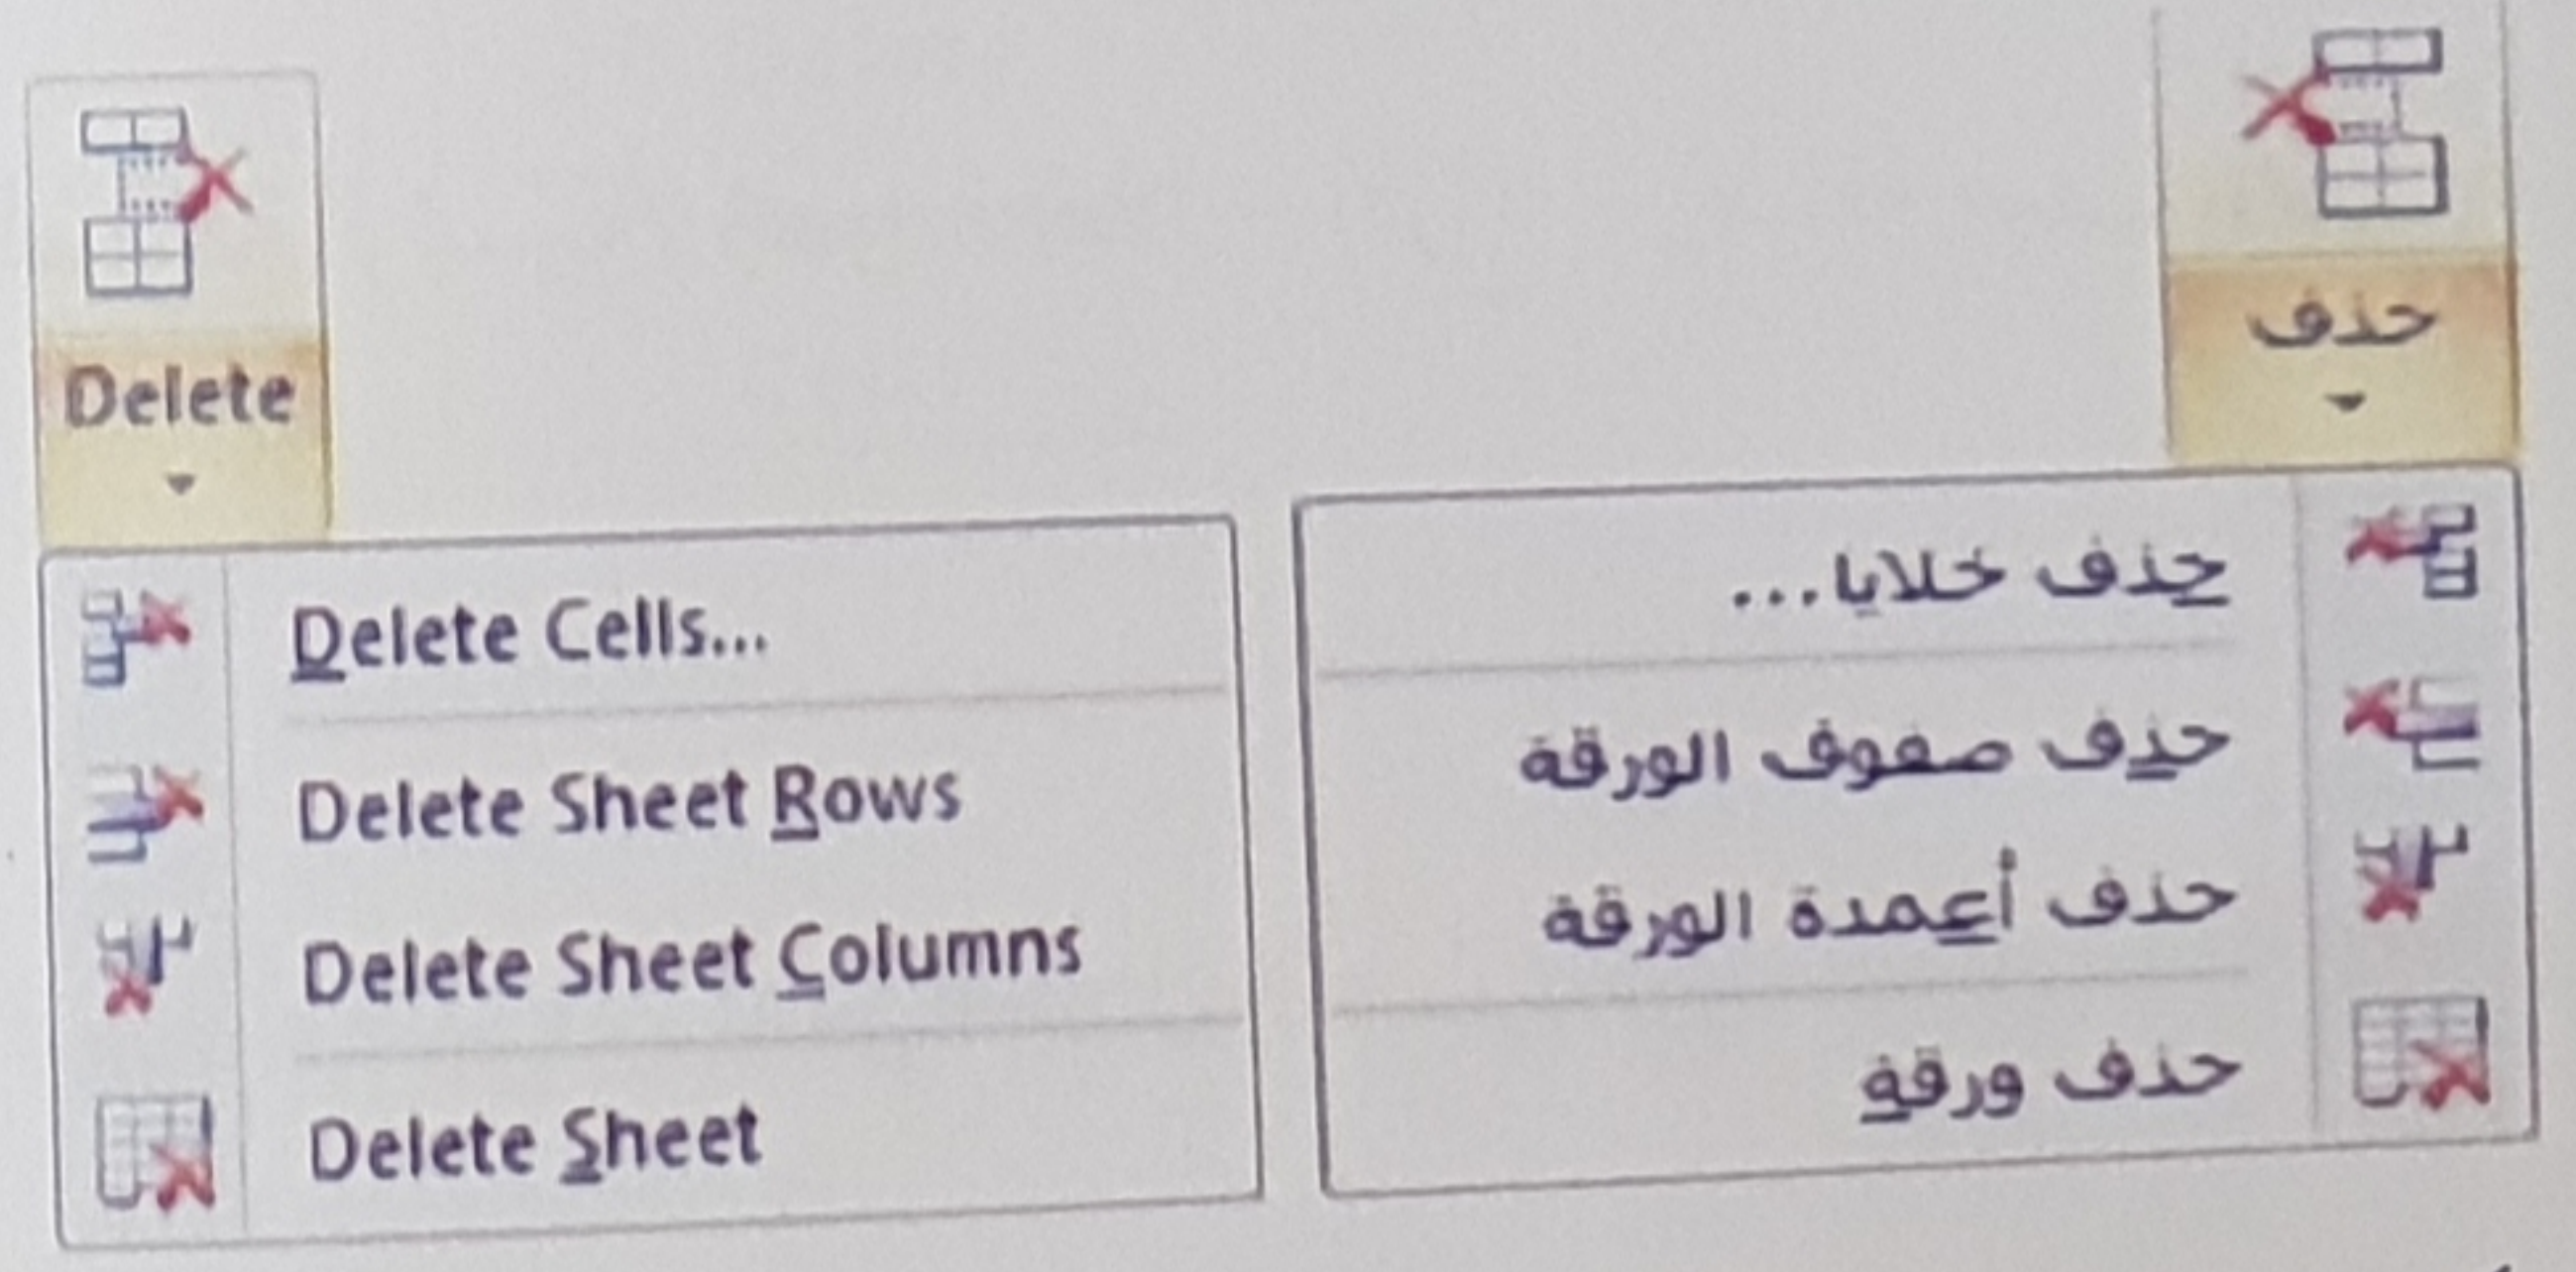 Delete
Delete Cells...
Delete Sheet Rows
Delete Sheet Columns
Delete Sheet
حذف
حذف خلايا...
حذف صفوف الورقة
حذف أعمدة الورقة
حذف ورقة